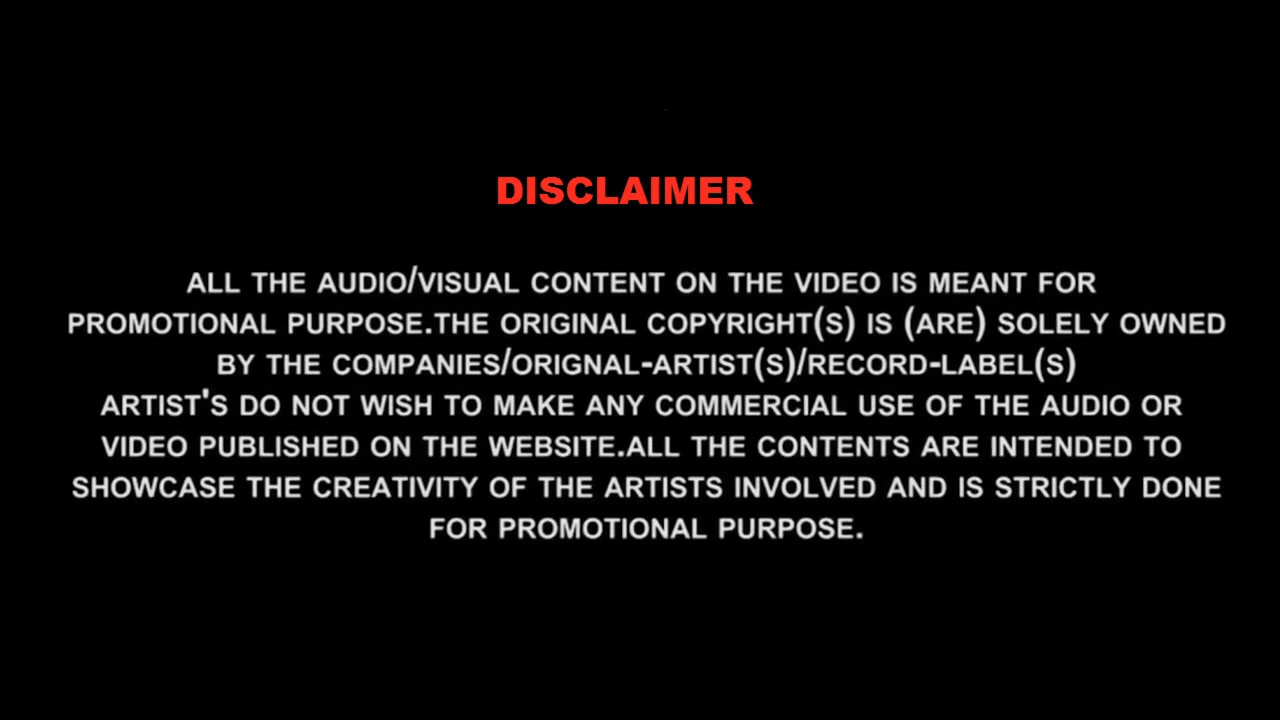 DISCLAIMER
ALL THE AUDIO/VISUAL CONTENT ON THE VIDEO IS MEANT FOR
PROMOTIONAL PURPOSE.THE ORIGINAL COPYRIGHT(S) IS (ARE) SOLELY OWNED
BY THE COMPANIES/ORIGNAL-ARTIST(S)/RECORD-LABEL(S)
ARTIST'S DO NOT WISH TO MAKE ANY COMMERCIAL USE OF THE AUDIO OR
VIDEO PUBLISHED ON THE WEBSITE.ALL THE CONTENTS ARE INTENDED TO
SHOWCASE THE CREATIVITY OF THE ARTISTS INVOLVED AND IS STRICTLY DONE
FOR PROMOTIONAL PURPOSE.